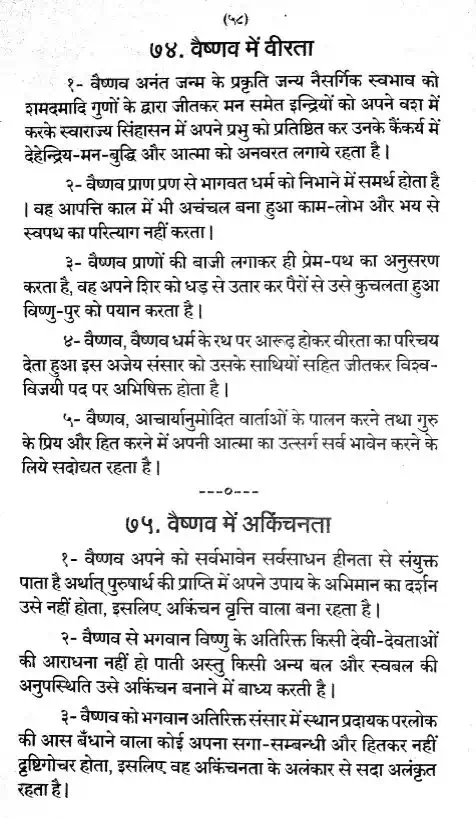 (५८)
७४. वैष्णव में वीरता
१- वैष्णव अनंत जन्म के प्रकृति जन्य नैसर्गिक स्वभाव को
शमदमादि गुणों के द्वारा जीतकर मन समेत इन्द्रियों को अपने वश में
करके स्वाराज्य सिंहासन में अपने प्रभु को प्रतिष्ठित कर उनके कैंकर्य में
देहेन्द्रिय-मन-बुद्धि और आत्मा को अनवरत लगाये रहता है।
२- वैष्णव प्राण प्रण से भागवत धर्म को निभाने में समर्थ होता है
। वह आपत्ति काल में भी अचंचल बना हुआ काम-लोभ और भय से
स्वपथ का परित्याग नहीं करता।
३- वैष्णव प्राणों की बाजी लगाकर ही प्रेम-पथ का अनुसरण
करता है, वह अपने शिर को धड़ से उतार कर पैरों से उसे कुचलता हुआ
विष्णु-पुर को पयान करता है।
४- वैष्णव, वैष्णव धर्म के रथ पर आरूढ़ होकर वीरता का परिचय
देता हुआ इस अजेय संसार को उसके साथियों सहित जीतकर विश्व-
विजयी पद पर अभिषिक्त होता है।
५- वैष्णव, आचार्यानुमोदित वार्ताओं के पालन करने तथा गुरु
के प्रिय और हित करने में अपनी आत्मा का उत्सर्ग सर्व भावेन करने के
लिये सदोद्यत रहता है।
---०---
७५. वैष्णव में अकिंचनता
१- वैष्णव अपने को सर्वभावेन सर्वसाधन हीनता से संयुक्त
पाता है अर्थात् पुरुषार्थ की प्राप्ति में अपने उपाय के अभिमान का दर्शन
उसे नहीं होता, इसलिए अकिंचन वृत्ति वाला बना रहता है।
२- वैष्णव से भगवान विष्णु के अतिरिक्त किसी देवी-देवताओं
की आराधना नहीं हो पाती अस्तु किसी अन्य बल और स्वबल की
अनुपस्थिति उसे अकिंचन बनाने में बाध्य करती है।
३- वैष्णव को भगवान अतिरिक्त संसार में स्थान प्रदायक परलोक
की आस बँधाने वाला कोई अपना सगा-सम्बन्धी और हितकर नहीं
दृष्टिगोचर होता, इसलिए वह अकिंचनता के अलंकार से सदा अलंकृत
रहता है।